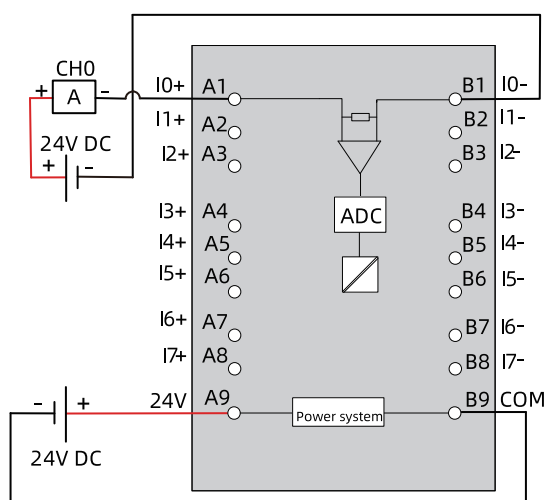 CH0
+ A -
24V DC
+ -
I0+ A1 B1 I0-
I1+ A2 B2 I1-
I2+ A3 B3 I2-
I3+ A4 B4 I3-
I4+ A5 B5 I4-
I5+ A6 B6 I5-
I6+ A7 B7 I6-
I7+ A8 B8 I7-
24V A9 B9 COM
ADC
Power system
- +
24V DC